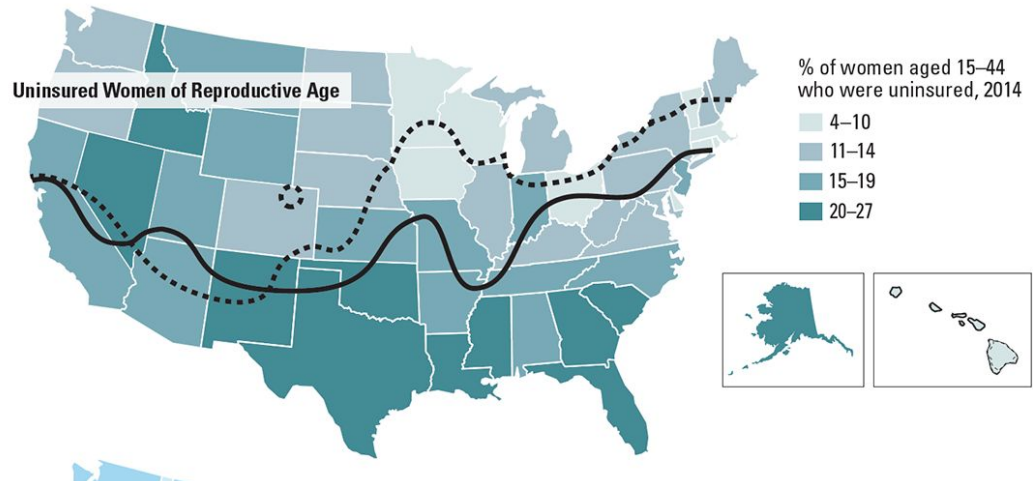 Uninsured Women of Reproductive Age
% of women aged 15–44
who were uninsured, 2014
4–10
11–14
15–19
20–27